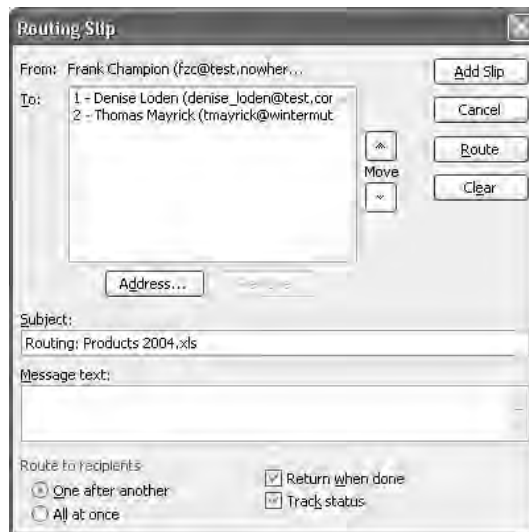 Routing Slip
From: Frank Champion (fzc@test.nowher...
To:
1 - Denise Loden (denise_loden@test.cor
2 - Thomas Mayrick (tmayrick@wintermut
Add Slip
Cancel
Route
Clear
Move
Address...
Remove
Subject:
Routing: Products 2004.xls
Message text:
Route to recipients
One after another
All at once
Return when done
Track status